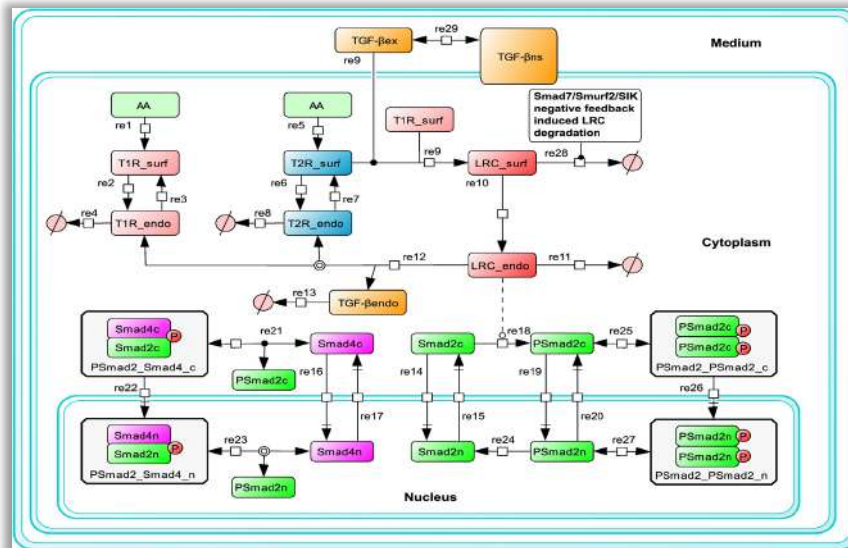 re29
TGF-βex
Medium
re9
TGF-βns
Smad7/Smurf2/SIK
negative feedback
induced LRC
degradation
AA
AA
T1R_surf
re1
re5
re9
re28
T1R_surf
T2R_surf
LRC_surf
re2
re3
re6
re7
re10
re4
T1R_endo
re8
T2R_endo
Cytoplasm
re12
LRC_endo
re11
re13
TGF-βendo
Smad4c
P
Smad2c
PSmad2_Smad4_c
re21
Smad4c
Smad2c
re18
PSmad2c
re25
PSmad2c
P
PSmad2c
P
PSmad2_PSmad2_c
PSmad2c
re16
re14
re19
re22
re26
re17
re15
re20
Smad4n
P
Smad2n
PSmad2_Smad4_n
re23
Smad4n
Smad2n
re24
PSmad2n
re27
PSmad2n
P
PSmad2n
P
PSmad2_PSmad2_n
PSmad2n
Nucleus